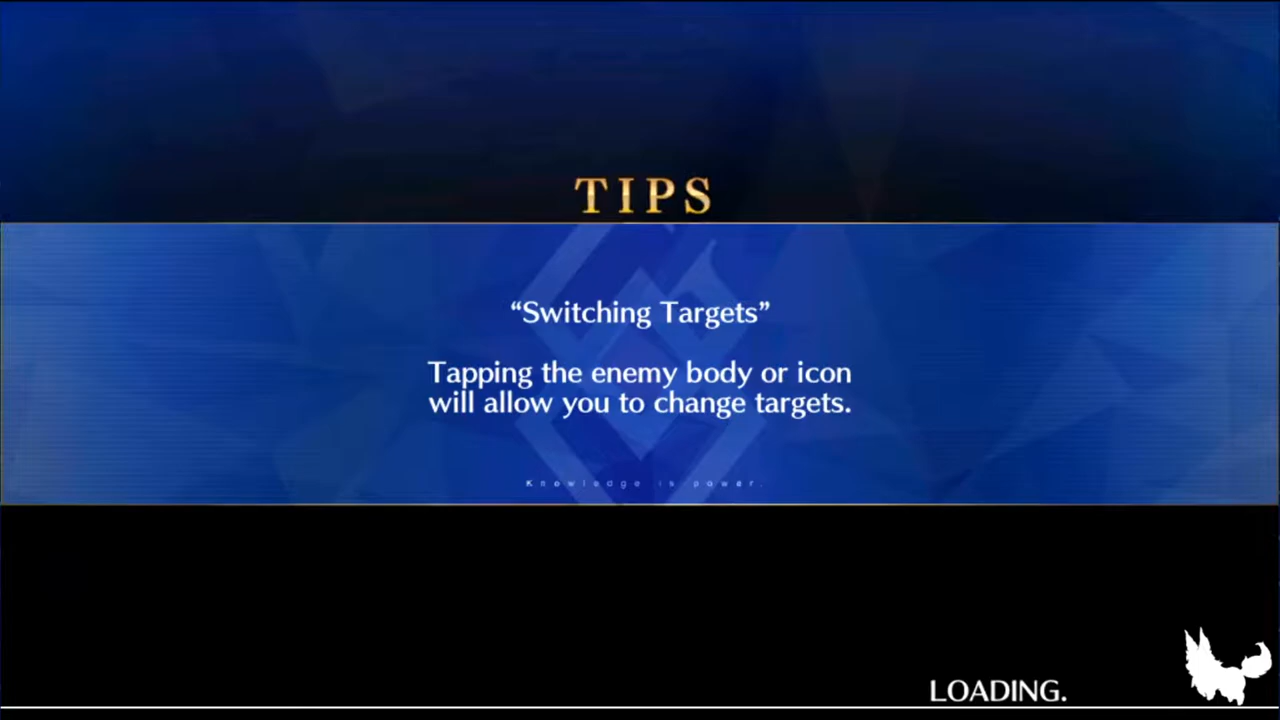 TIPS
“Switching Targets”
Tapping the enemy body or icon
will allow you to change targets.
Knowledge is power.
LOADING.